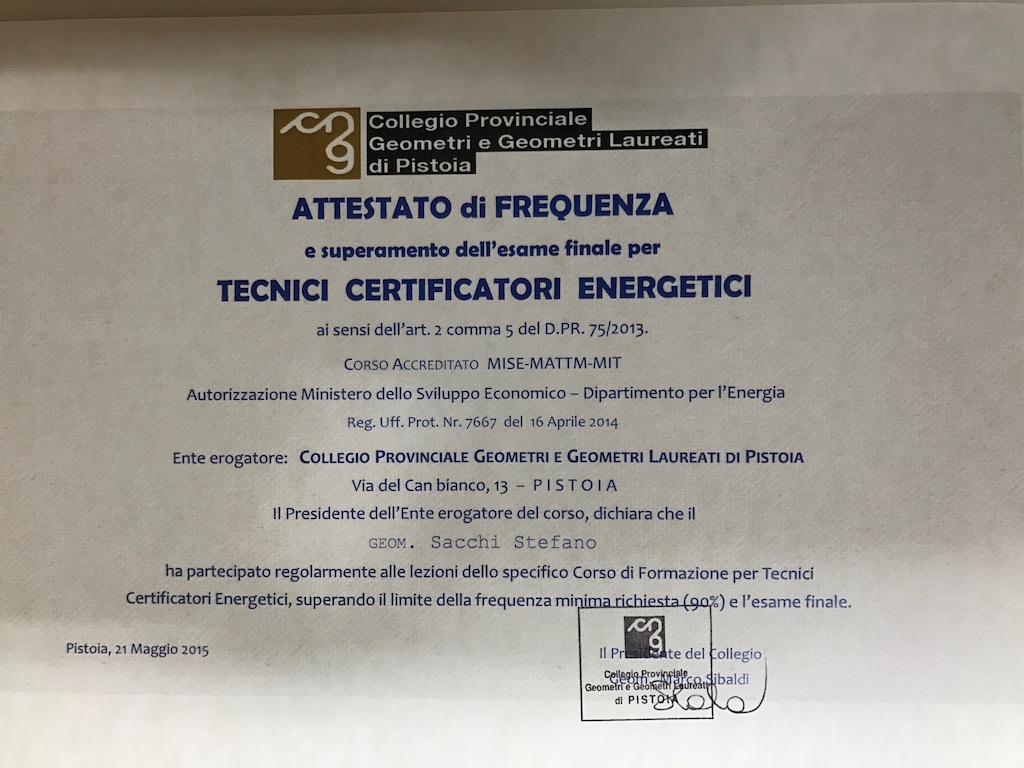 cng
Collegio Provinciale
Geometri e Geometri Laureati
di Pistoia
ATTESTATO di FREQUENZA
e superamento dell'esame finale per
TECNICI CERTIFICATORI ENERGETICI
ai sensi dell'art. 2 comma 5 del D.PR. 75/2013.
CORSO ACCREDITATO MISE-MATTM-MIT
Autorizzazione Ministero dello Sviluppo Economico – Dipartimento per l'Energia
Reg. Uff. Prot. Nr. 7667 del 16 Aprile 2014
Ente erogatore: COLLEGIO PROVINCIALE GEOMETRI E GEOMETRI LAUREATI DI PISTOIA
Via del Can bianco, 13 – PISTOIA
Il Presidente dell'Ente erogatore del corso, dichiara che il
GEOM. Sacchi Stefano
ha partecipato regolarmente alle lezioni dello specifico Corso di Formazione per Tecnici
Certificatori Energetici, superando il limite della frequenza minima richiesta (90%) e l'esame finale.
Pistoia, 21 Maggio 2015
Il Presidente del Collegio
Geom. Marco Sibaldi
cng
Collegio Provinciale
Geometri e Geometri Laureati
di PISTOIA